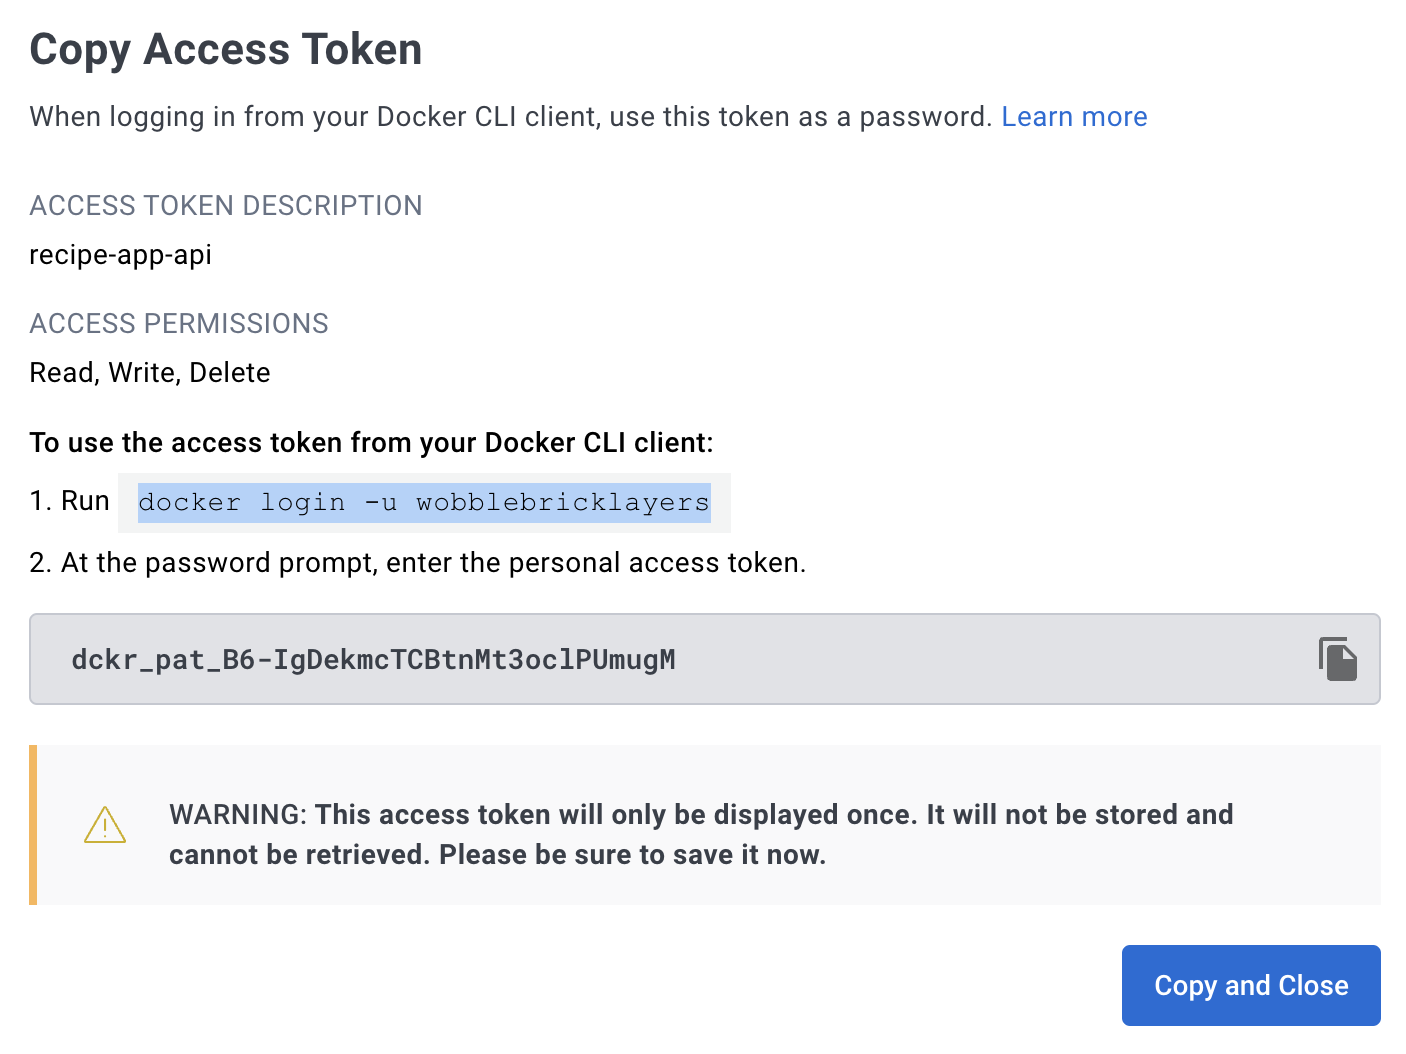 Copy Access Token
When logging in from your Docker CLI client, use this token as a password. Learn more
ACCESS TOKEN DESCRIPTION
recipe-app-api
ACCESS PERMISSIONS
Read, Write, Delete
To use the access token from your Docker CLI client:
1. Run docker login -u wobblebricklayers
2. At the password prompt, enter the personal access token.
dckr_pat_B6-IgDekmcTCBtnMt3oclPUmugM
WARNING: This access token will only be displayed once. It will not be stored and
cannot be retrieved. Please be sure to save it now.
Copy and Close